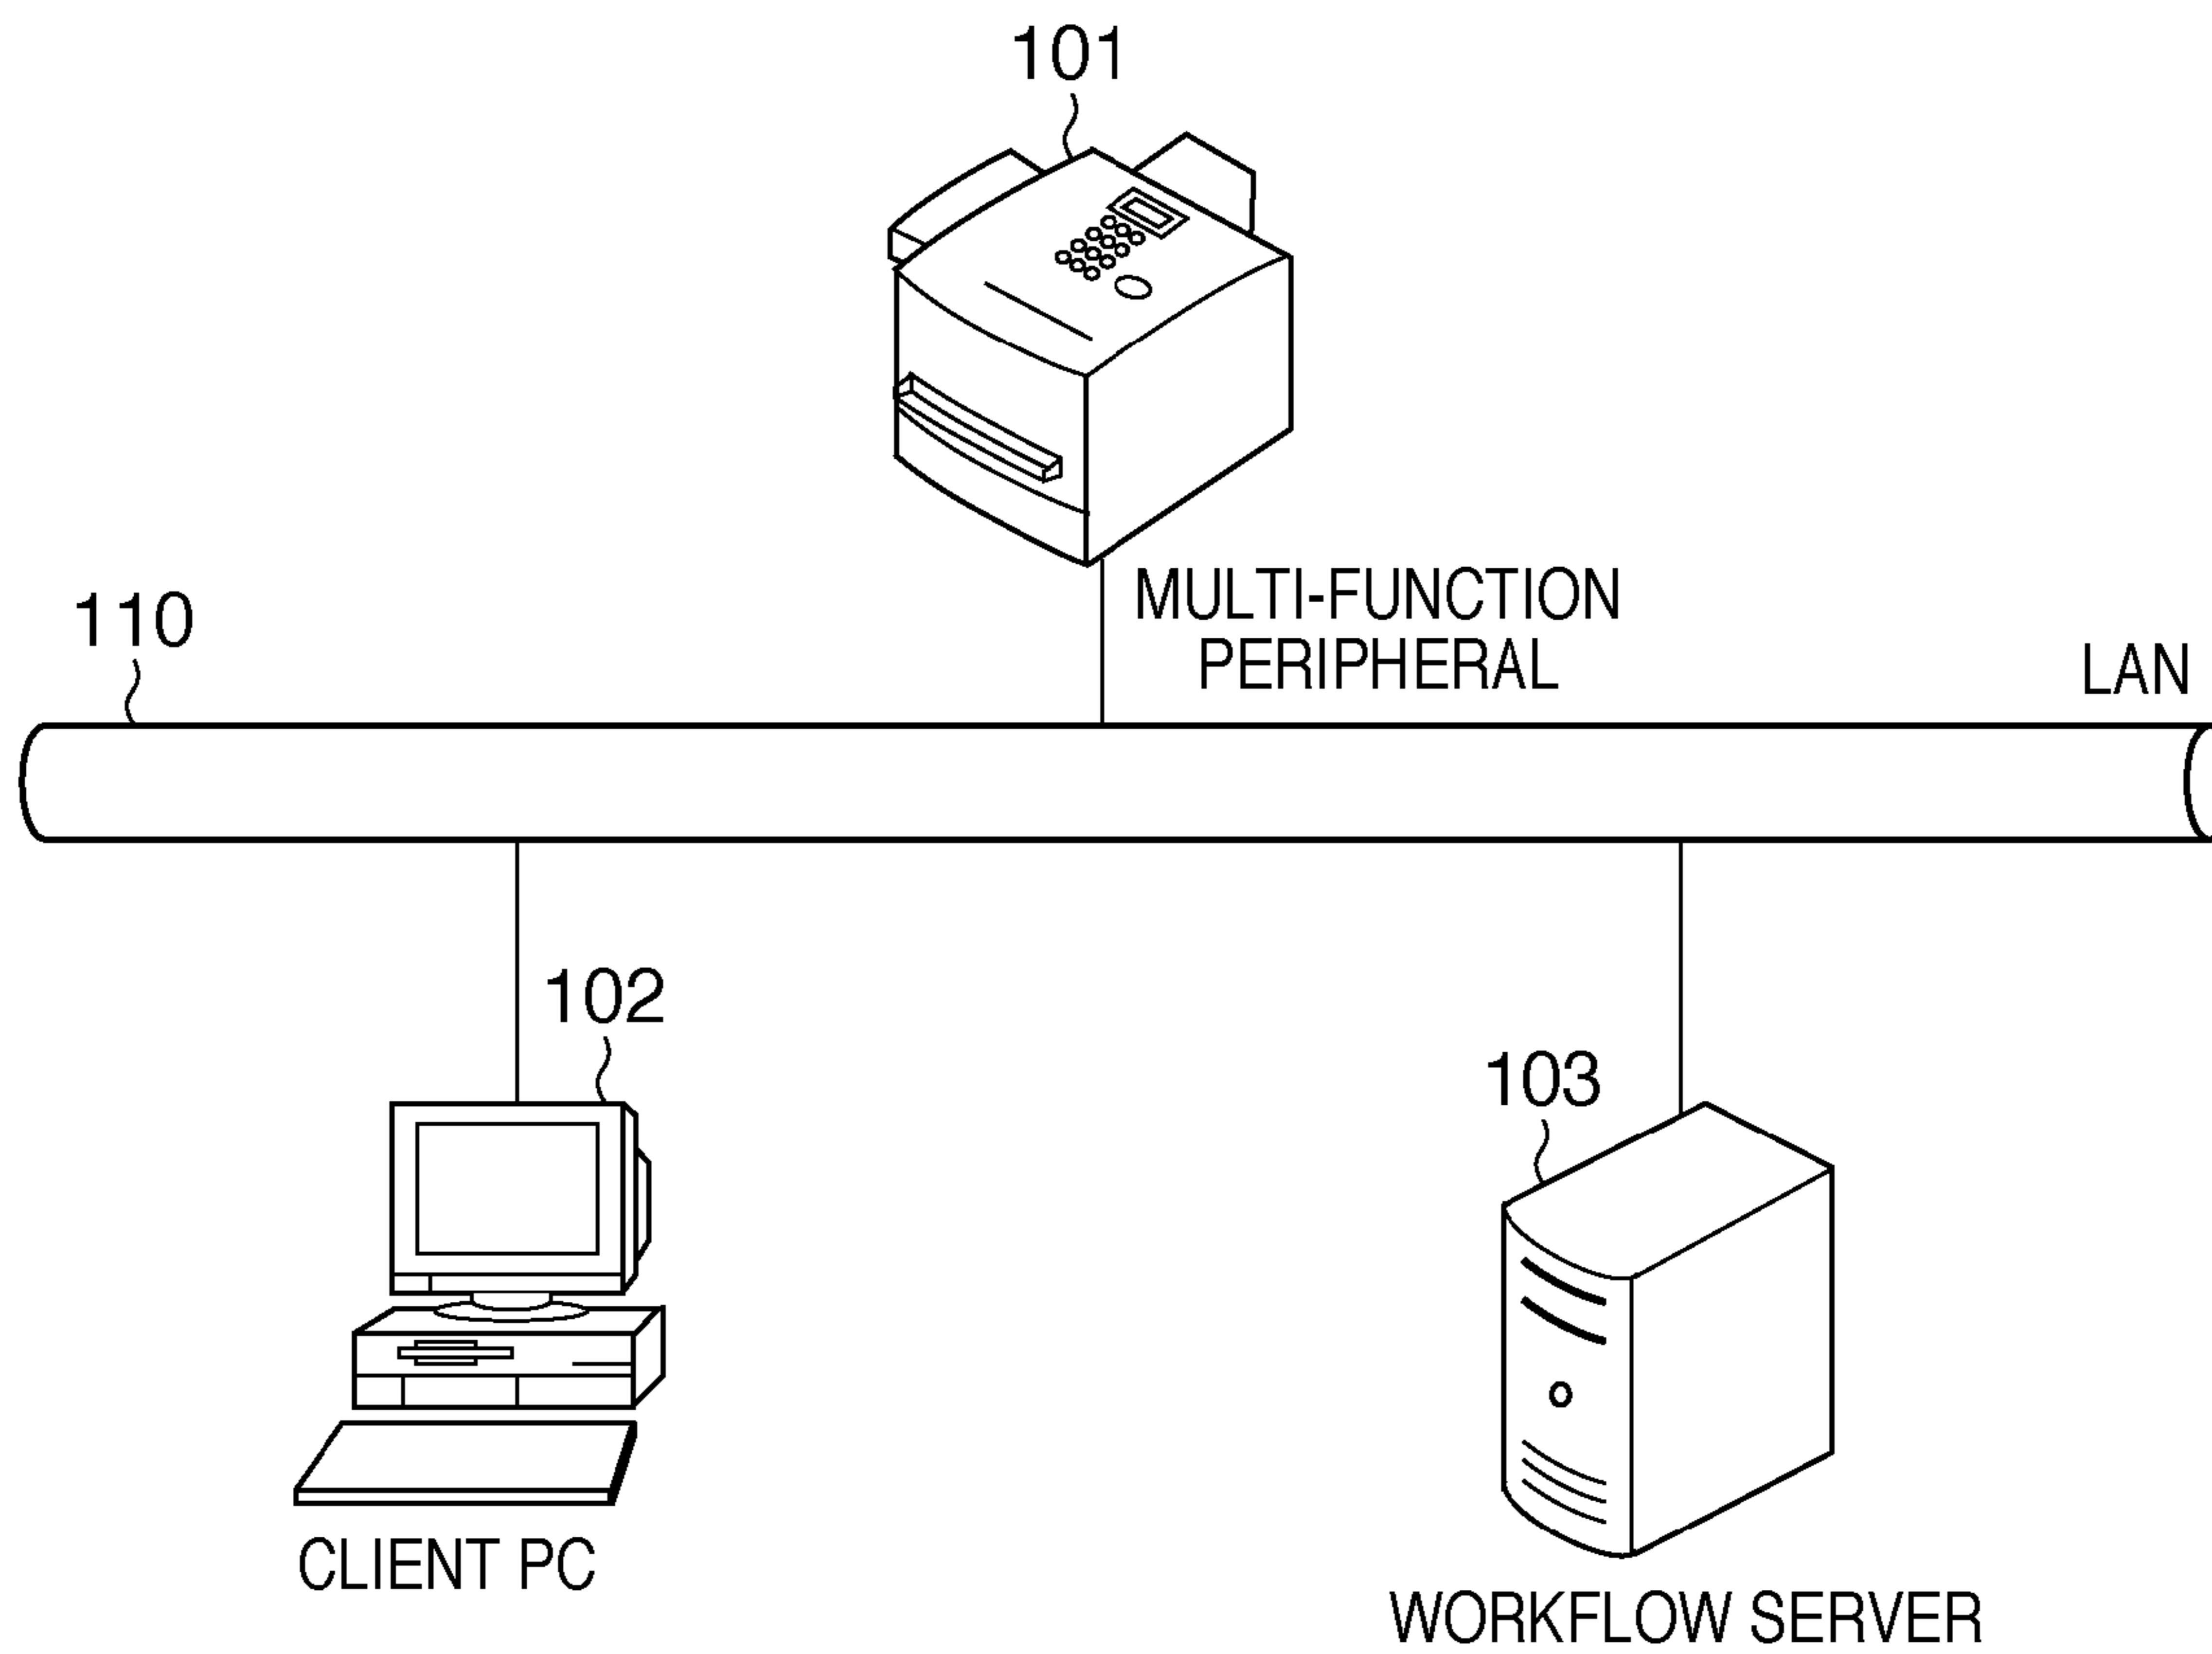 101
MULTI-FUNCTION
PERIPHERAL
110
LAN
102
103
CLIENT PC
WORKFLOW SERVER